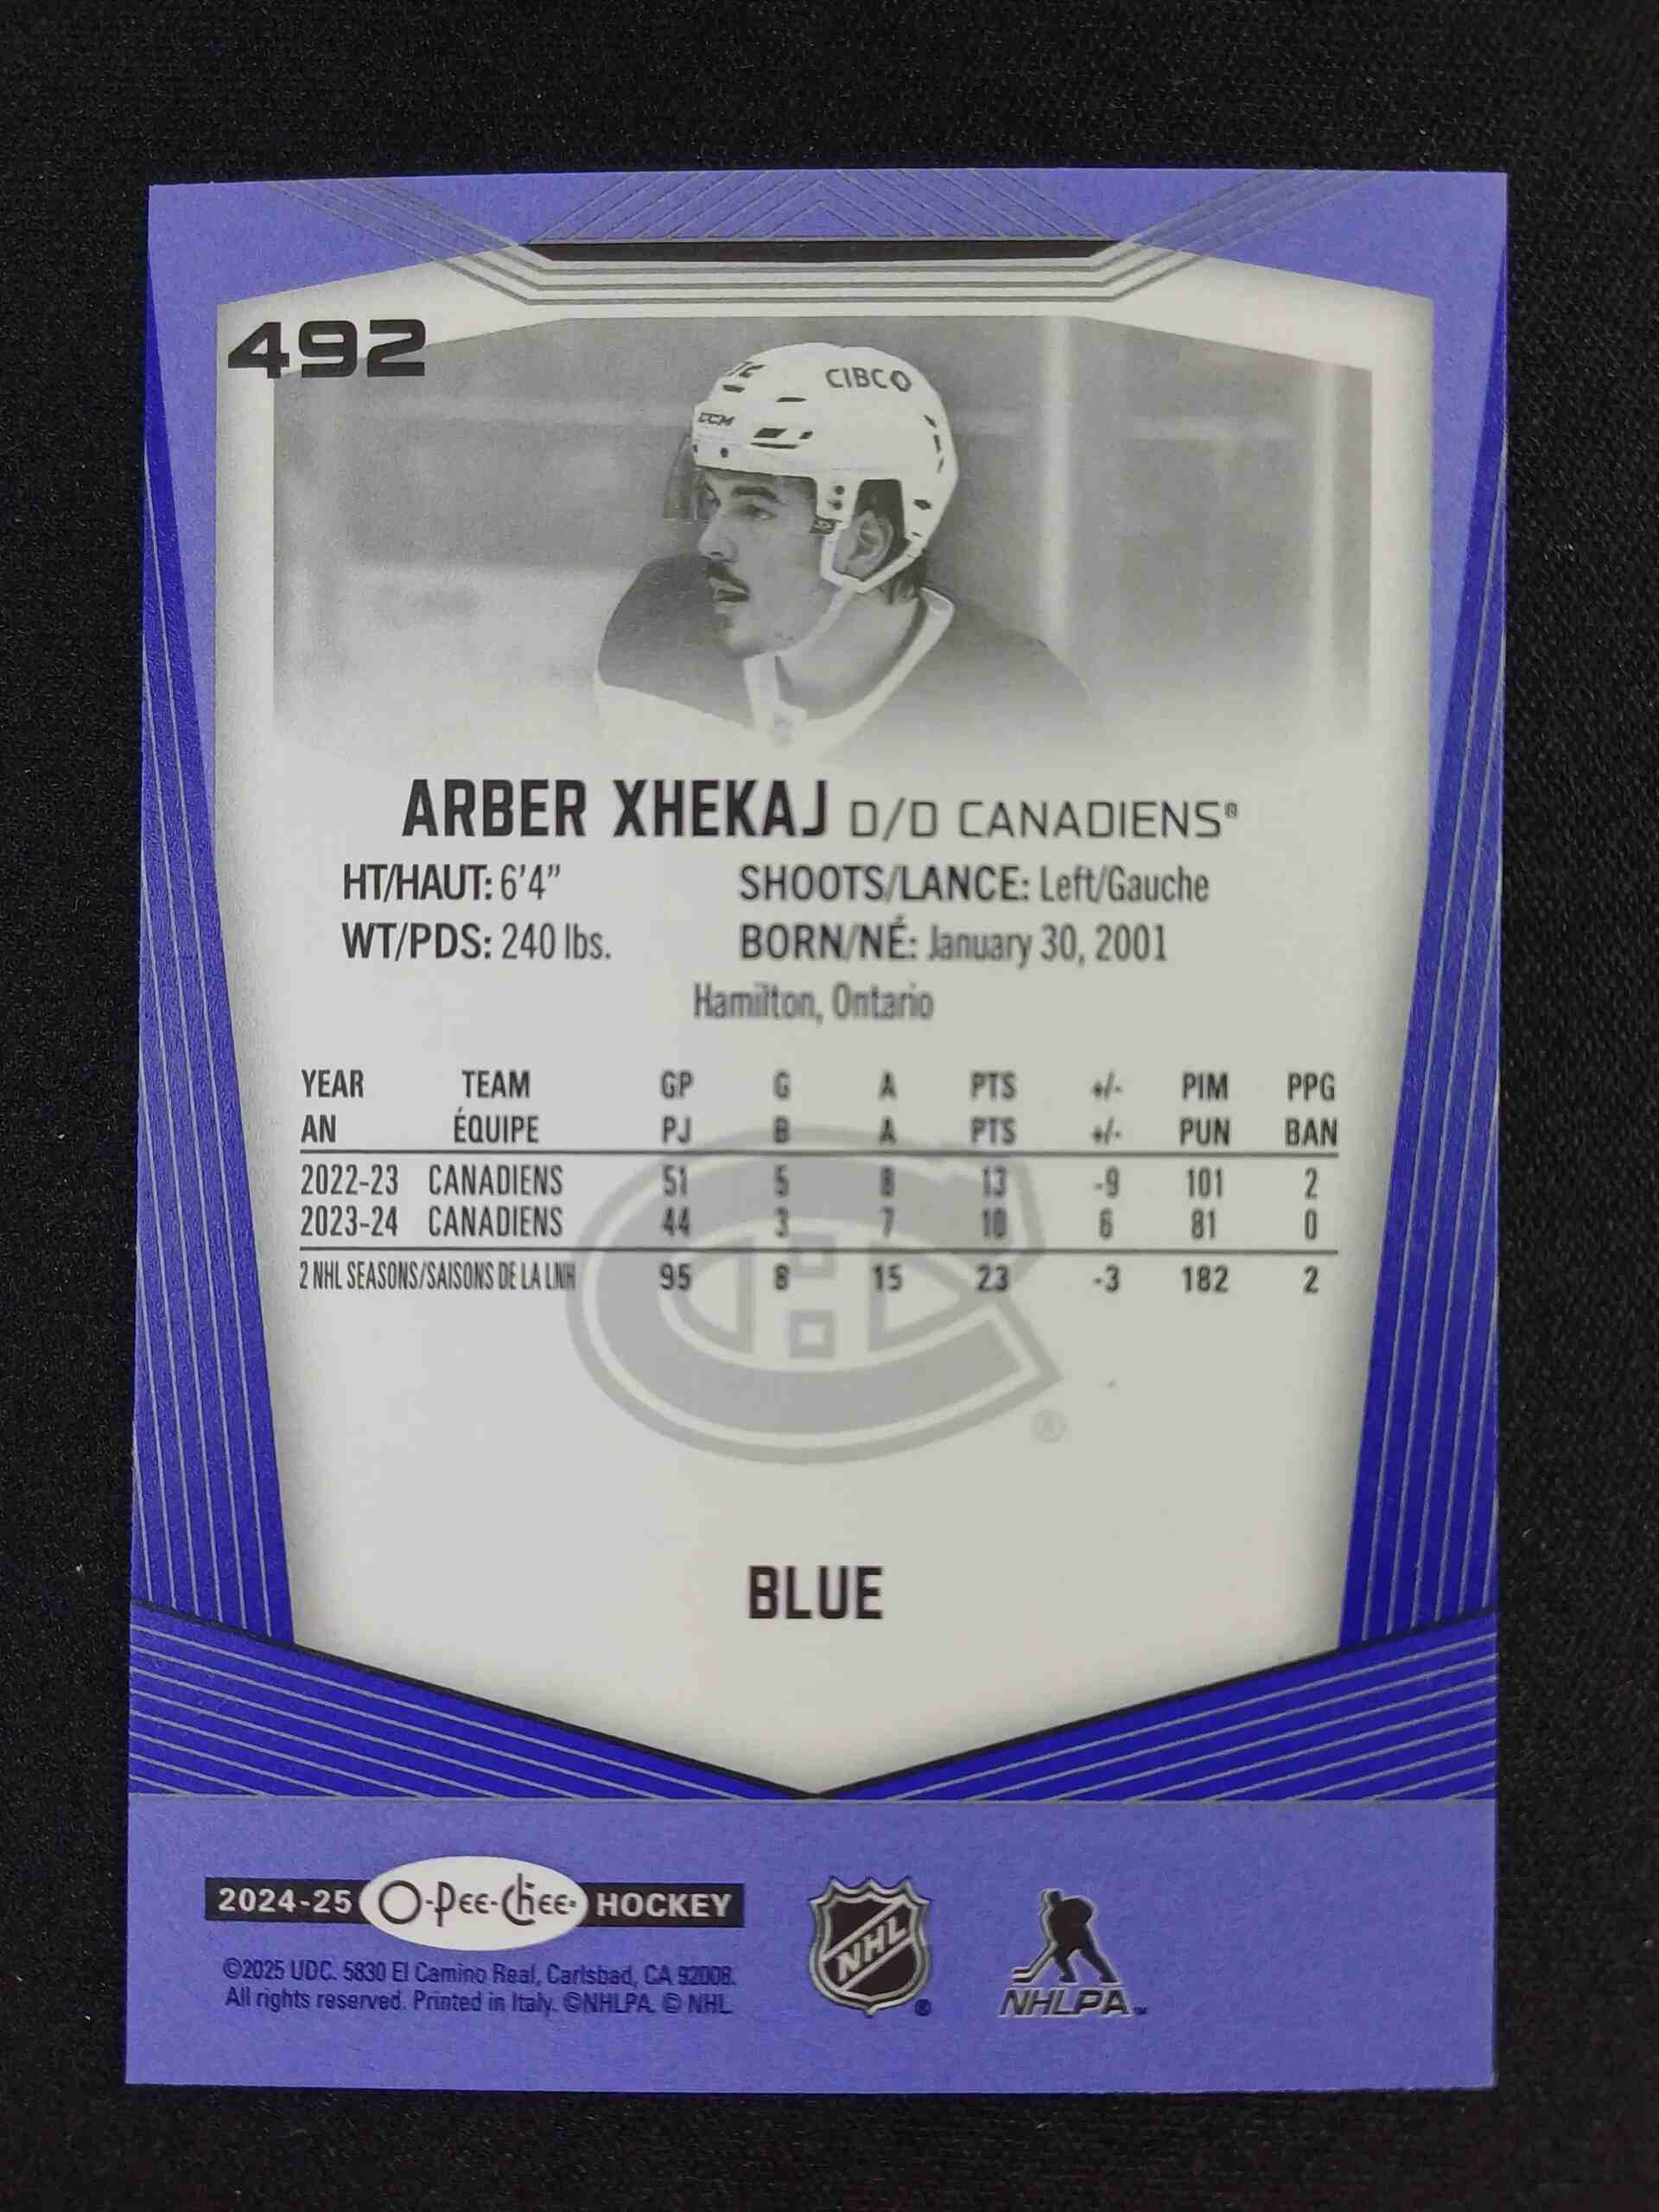 492
CIBC
CCM
ARBER XHEKAJ D/D CANADIENS®
HT/HAUT: 6'4" SHOOTS/LANCE: Left/Gauche
WT/PDS: 240 lbs. BORN/NÉ: January 30, 2001
Hamilton, Ontario
YEAR TEAM GP G A PTS +/- PIM PPG
AN ÉQUIPE PJ B A PTS +/- PUN BAN
2022-23 CANADIENS 51 5 8 13 -9 101 2
2023-24 CANADIENS 44 3 7 10 6 81 0
2 NHL SEASONS/SAISONS DE LA LNH 95 8 15 23 -3 182 2
®
BLUE
2024-25 O-Pee-Chee® HOCKEY
©2025 UDC. 5830 El Camino Real, Carlsbad, CA 92008.
All rights reserved. Printed in Italy. ©NHLPA. © NHL
NHL ®
NHLPA™